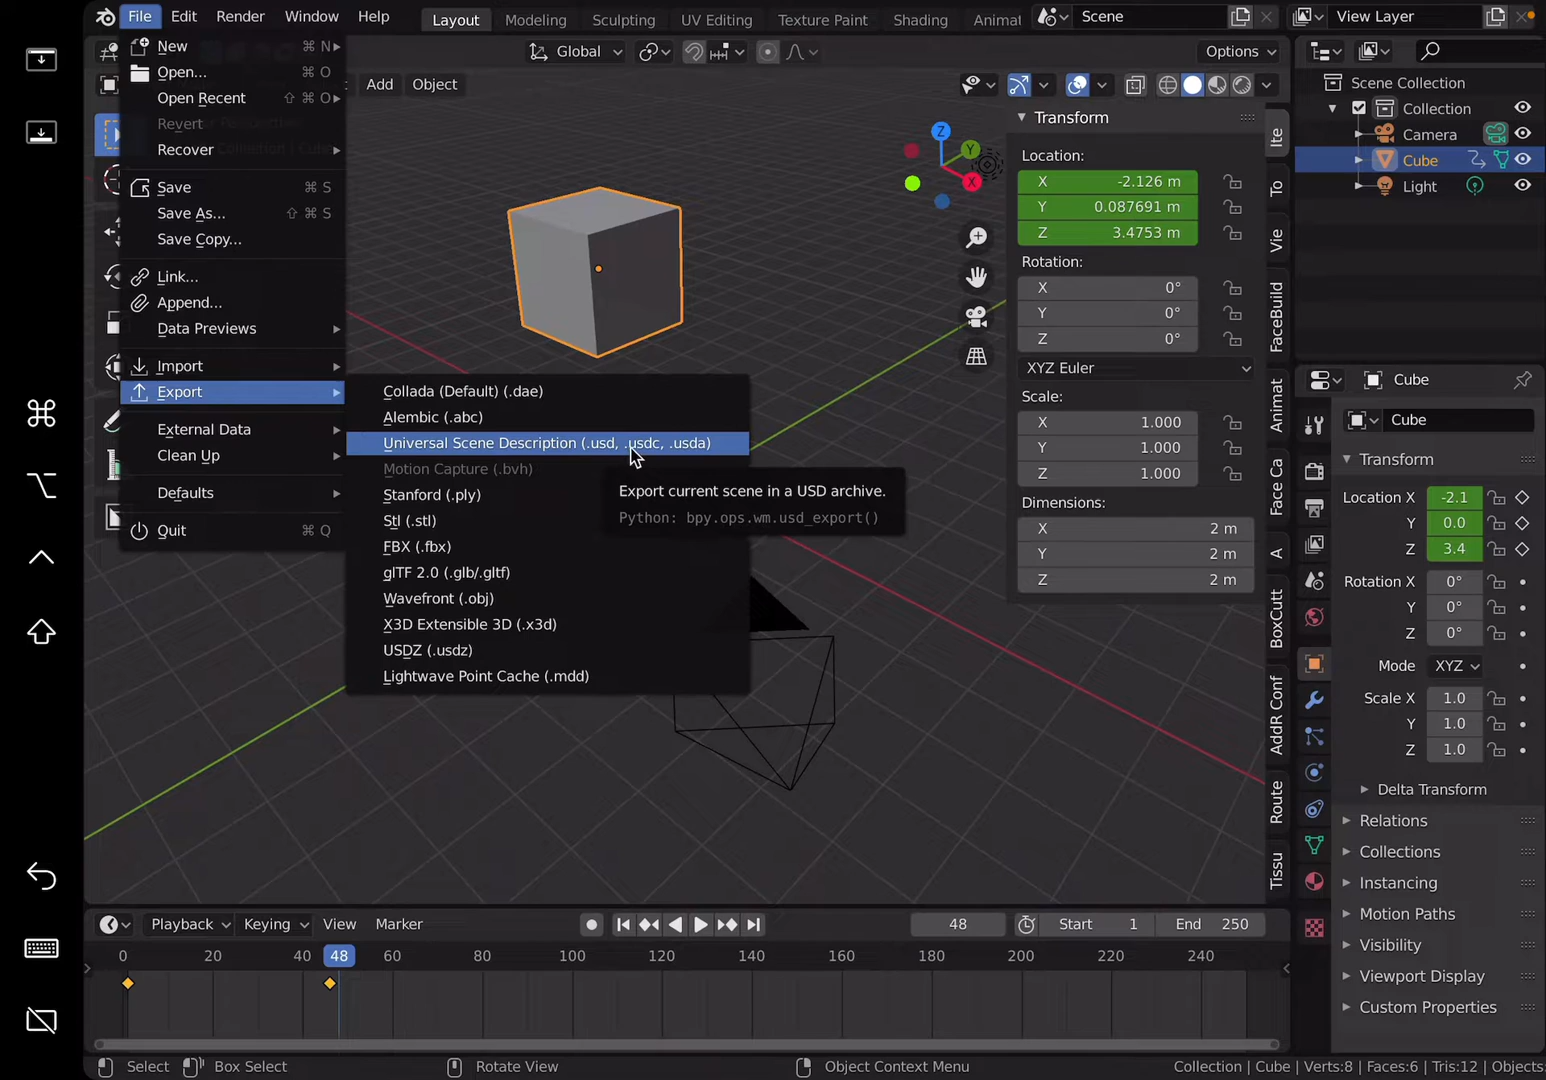 File Edit Render Window Help Layout Modeling Sculpting UV Editing Texture Paint Shading Animat Scene View Layer
Global Options
Add Object
New ⌘ N
Open... ⌘ O
Open Recent ⇧ ⌘ O
Revert
Recover
Save ⌘ S
Save As... ⇧ ⌘ S
Save Copy...
Link...
Append...
Data Previews
Import
Export
External Data
Clean Up
Defaults
Quit ⌘ Q
Collada (Default) (.dae)
Alembic (.abc)
Universal Scene Description (.usd, .usdc, .usda)
Motion Capture (.bvh)
Stanford (.ply)
Stl (.stl)
FBX (.fbx)
glTF 2.0 (.glb/.gltf)
Wavefront (.obj)
X3D Extensible 3D (.x3d)
USDZ (.usdz)
Lightwave Point Cache (.mdd)
Export current scene in a USD archive.
Python: bpy.ops.wm.usd_export()
Z
Y
X
Transform
Location:
X -2.126 m
Y 0.087691 m
Z 3.4753 m
Rotation:
X 0°
Y 0°
Z 0°
XYZ Euler
Scale:
X 1.000
Y 1.000
Z 1.000
Dimensions:
X 2 m
Y 2 m
Z 2 m
Ite
To
Vie
FaceBuild
Animat
Face Ca
A
BoxCutt
AddR Conf
Route
Tissu
Scene Collection
Collection
Camera
Cube
Light
Cube
Cube
Transform
Location X -2.1
Y 0.0
Z 3.4
Rotation X 0°
Y 0°
Z 0°
Mode XYZ
Scale X 1.0
Y 1.0
Z 1.0
Delta Transform
Relations
Collections
Instancing
Motion Paths
Visibility
Viewport Display
Custom Properties
Playback Keying View Marker 48 Start 1 End 250
0 20 40 48 60 80 100 120 140 160 180 200 220 240
Select Box Select Rotate View Object Context Menu Collection | Cube | Verts:8 | Faces:6 | Tris:12 | Objects: